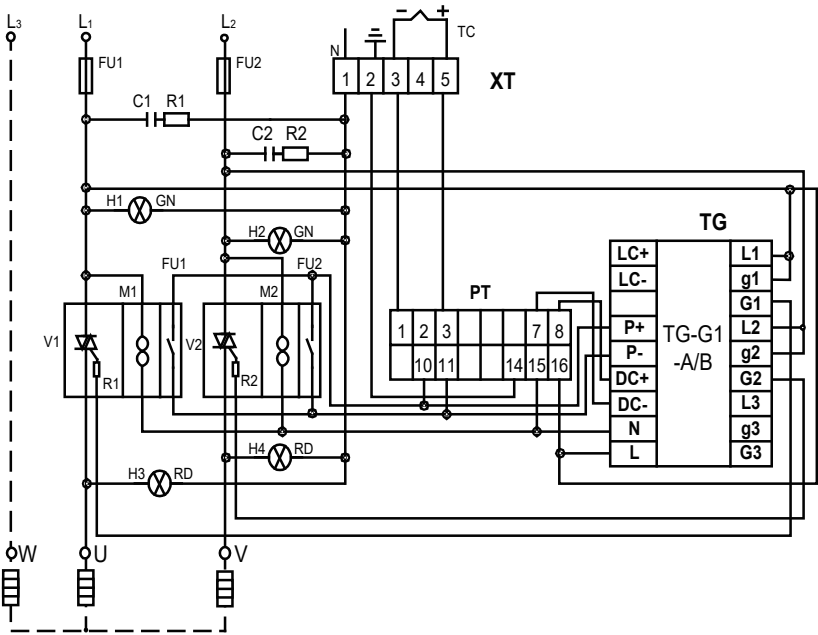 L3 L1 L2 − + TC
N
FU1 FU2 1 2 3 4 5 XT
C1 R1
C2 R2
H1 GN
H2 GN
TG
FU1 FU2
M1 M2
V1 V2
R1 R2
PT
1 2 3 7 8
10 11 14 15 16
LC+ L1
LC- g1
G1
P+ TG-G1 L2
P- -A/B g2
DC+ G2
DC- L3
N g3
L G3
H4 RD
H3 RD
W U V